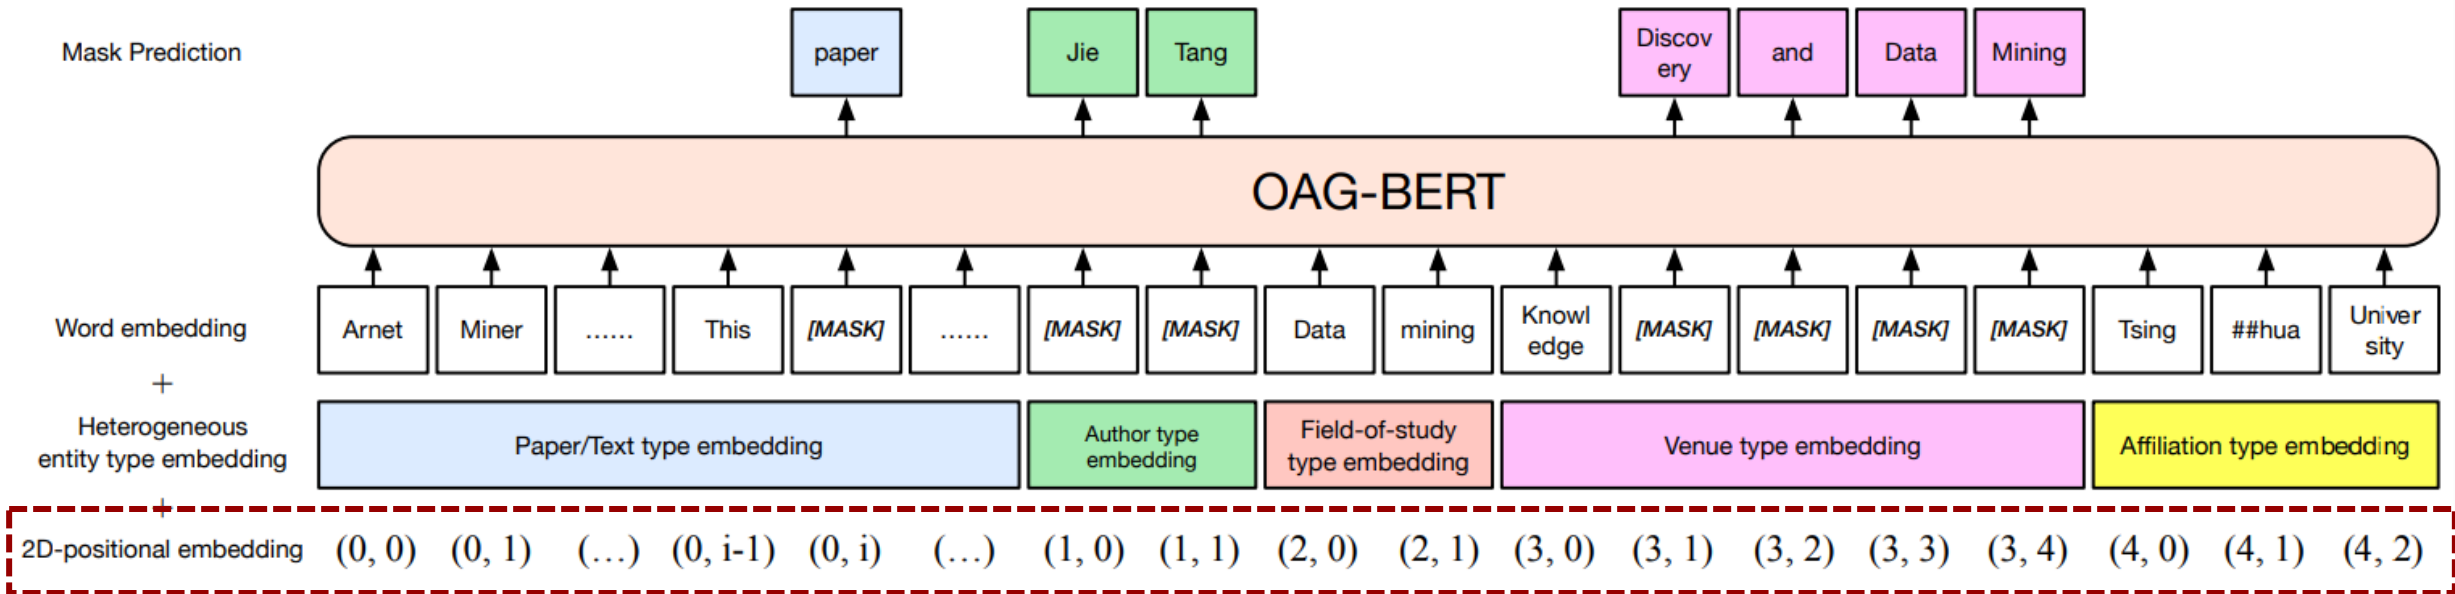 Mask Prediction
paper
Jie
Tang
Discov
ery
and
Data
Mining
OAG-BERT
Word embedding
Arnet
Miner
......
This
[MASK]
......
[MASK]
[MASK]
Data
mining
Knowl
edge
[MASK]
[MASK]
[MASK]
[MASK]
Tsing
##hua
Univer
sity
+
Heterogeneous
entity type embedding
Paper/Text type embedding
Author type
embedding
Field-of-study
type embedding
Venue type embedding
Affiliation type embedding
+
2D-positional embedding
(0, 0)
(0, 1)
(...)
(0, i-1)
(0, i)
(...)
(1, 0)
(1, 1)
(2, 0)
(2, 1)
(3, 0)
(3, 1)
(3, 2)
(3, 3)
(3, 4)
(4, 0)
(4, 1)
(4, 2)